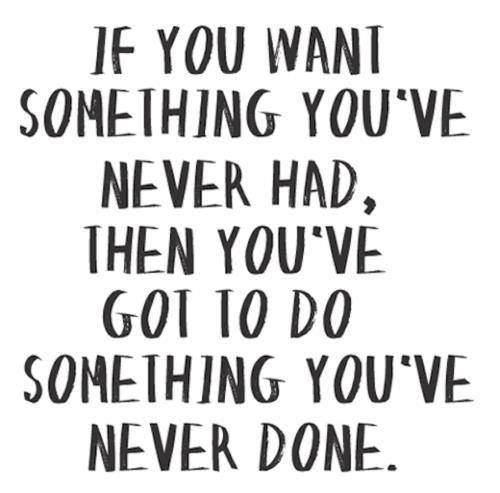 IF YOU WANT
SOMETHING YOU'VE
NEVER HAD,
THEN YOU'VE
GOT TO DO
SOMETHING YOU'VE
NEVER DONE.